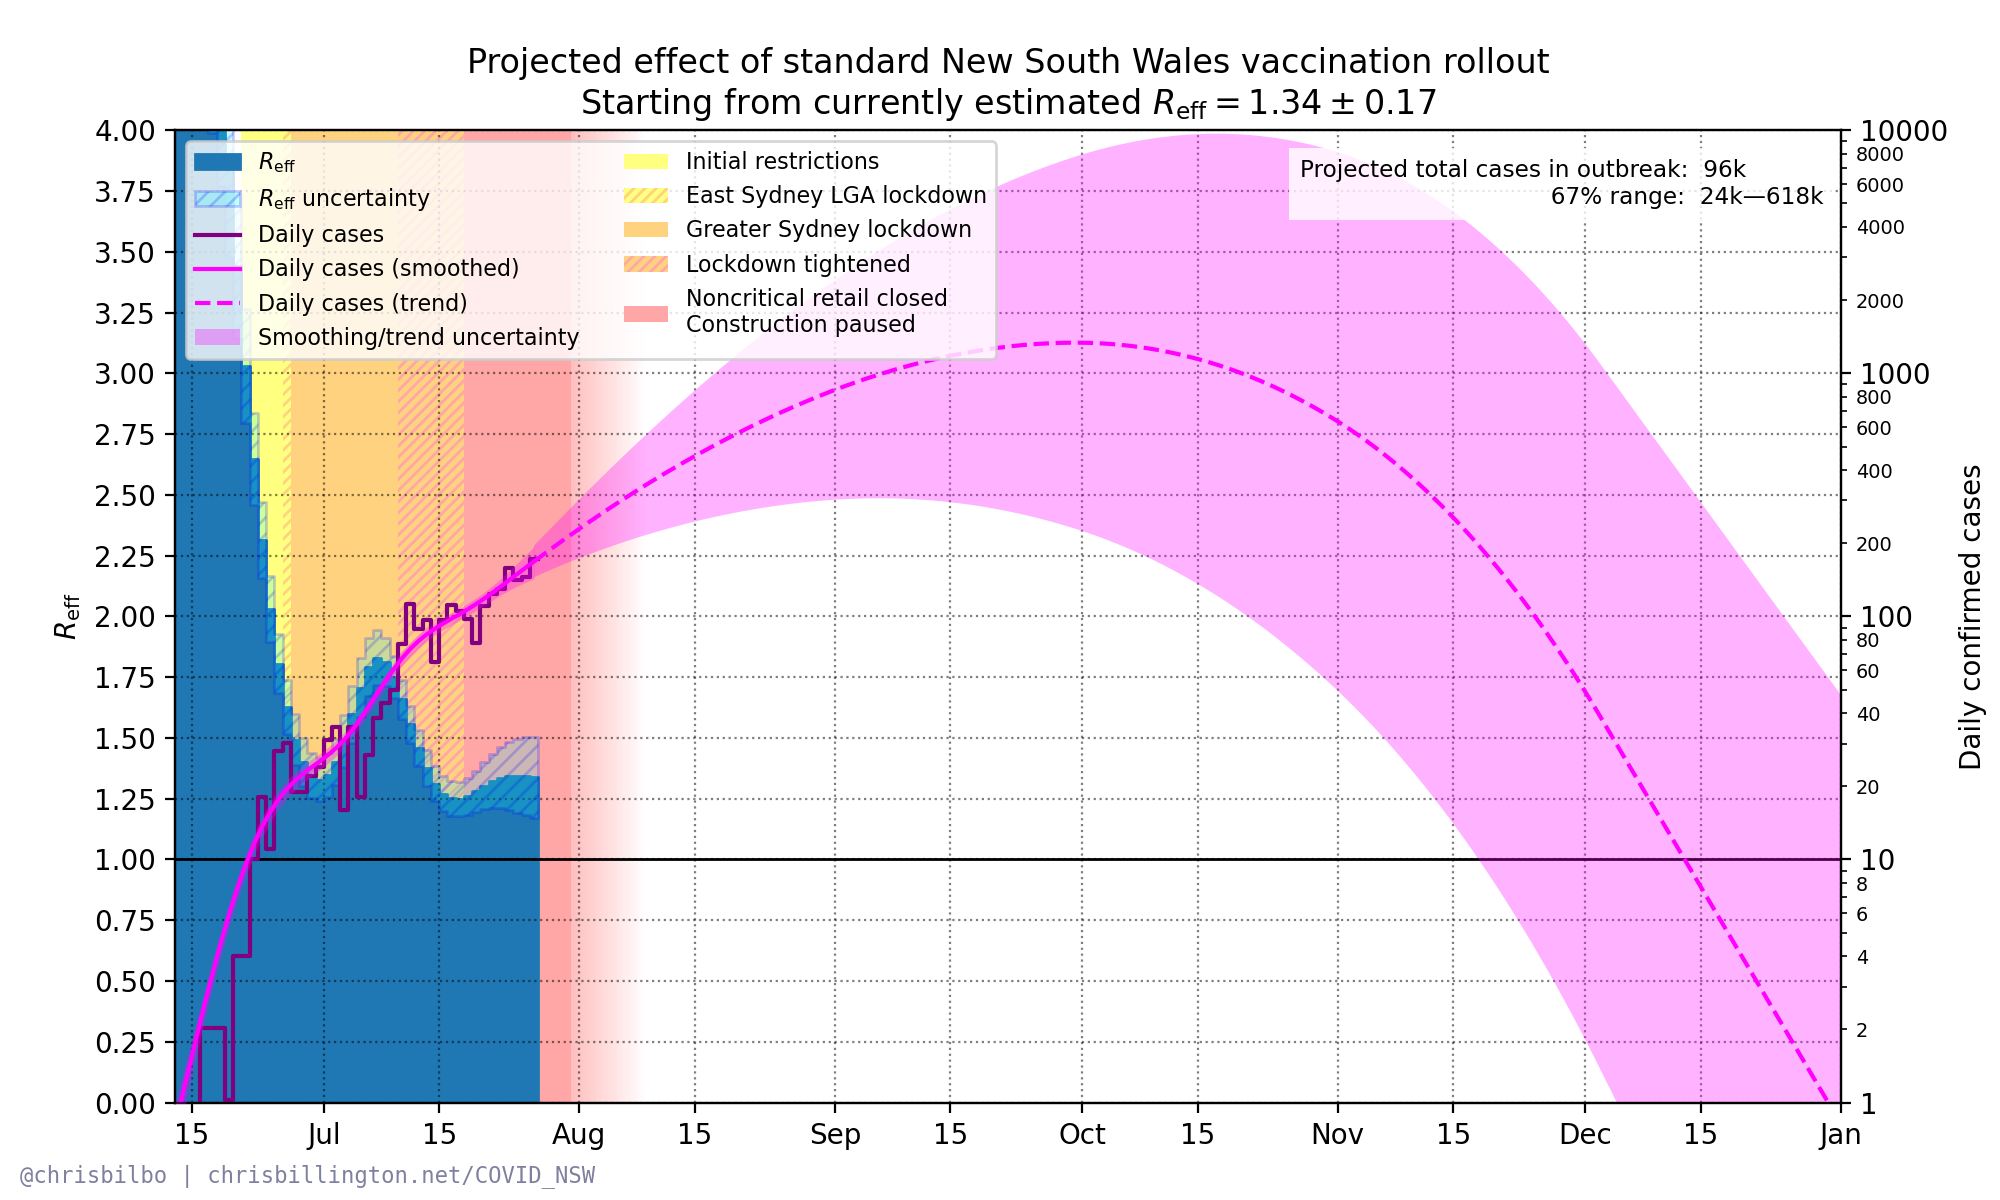 Projected effect of standard New South Wales vaccination rollout
Starting from currently estimated Reff = 1.34 ± 0.17
Reff
Reff uncertainty
Daily cases
Daily cases (smoothed)
Daily cases (trend)
Smoothing/trend uncertainty
Initial restrictions
East Sydney LGA lockdown
Greater Sydney lockdown
Lockdown tightened
Noncritical retail closed
Construction paused
Projected total cases in outbreak: 96k
67% range: 24k—618k
Reff
4.00
3.75
3.50
3.25
3.00
2.75
2.50
2.25
2.00
1.75
1.50
1.25
1.00
0.75
0.50
0.25
0.00
15
Jul
15
Aug
15
Sep
15
Oct
15
Nov
15
Dec
15
Jan
10000
8000
6000
4000
2000
1000
800
600
400
200
100
80
60
40
20
10
8
6
4
2
1
Daily confirmed cases
@chrisbilbo | chrisbillington.net/COVID_NSW